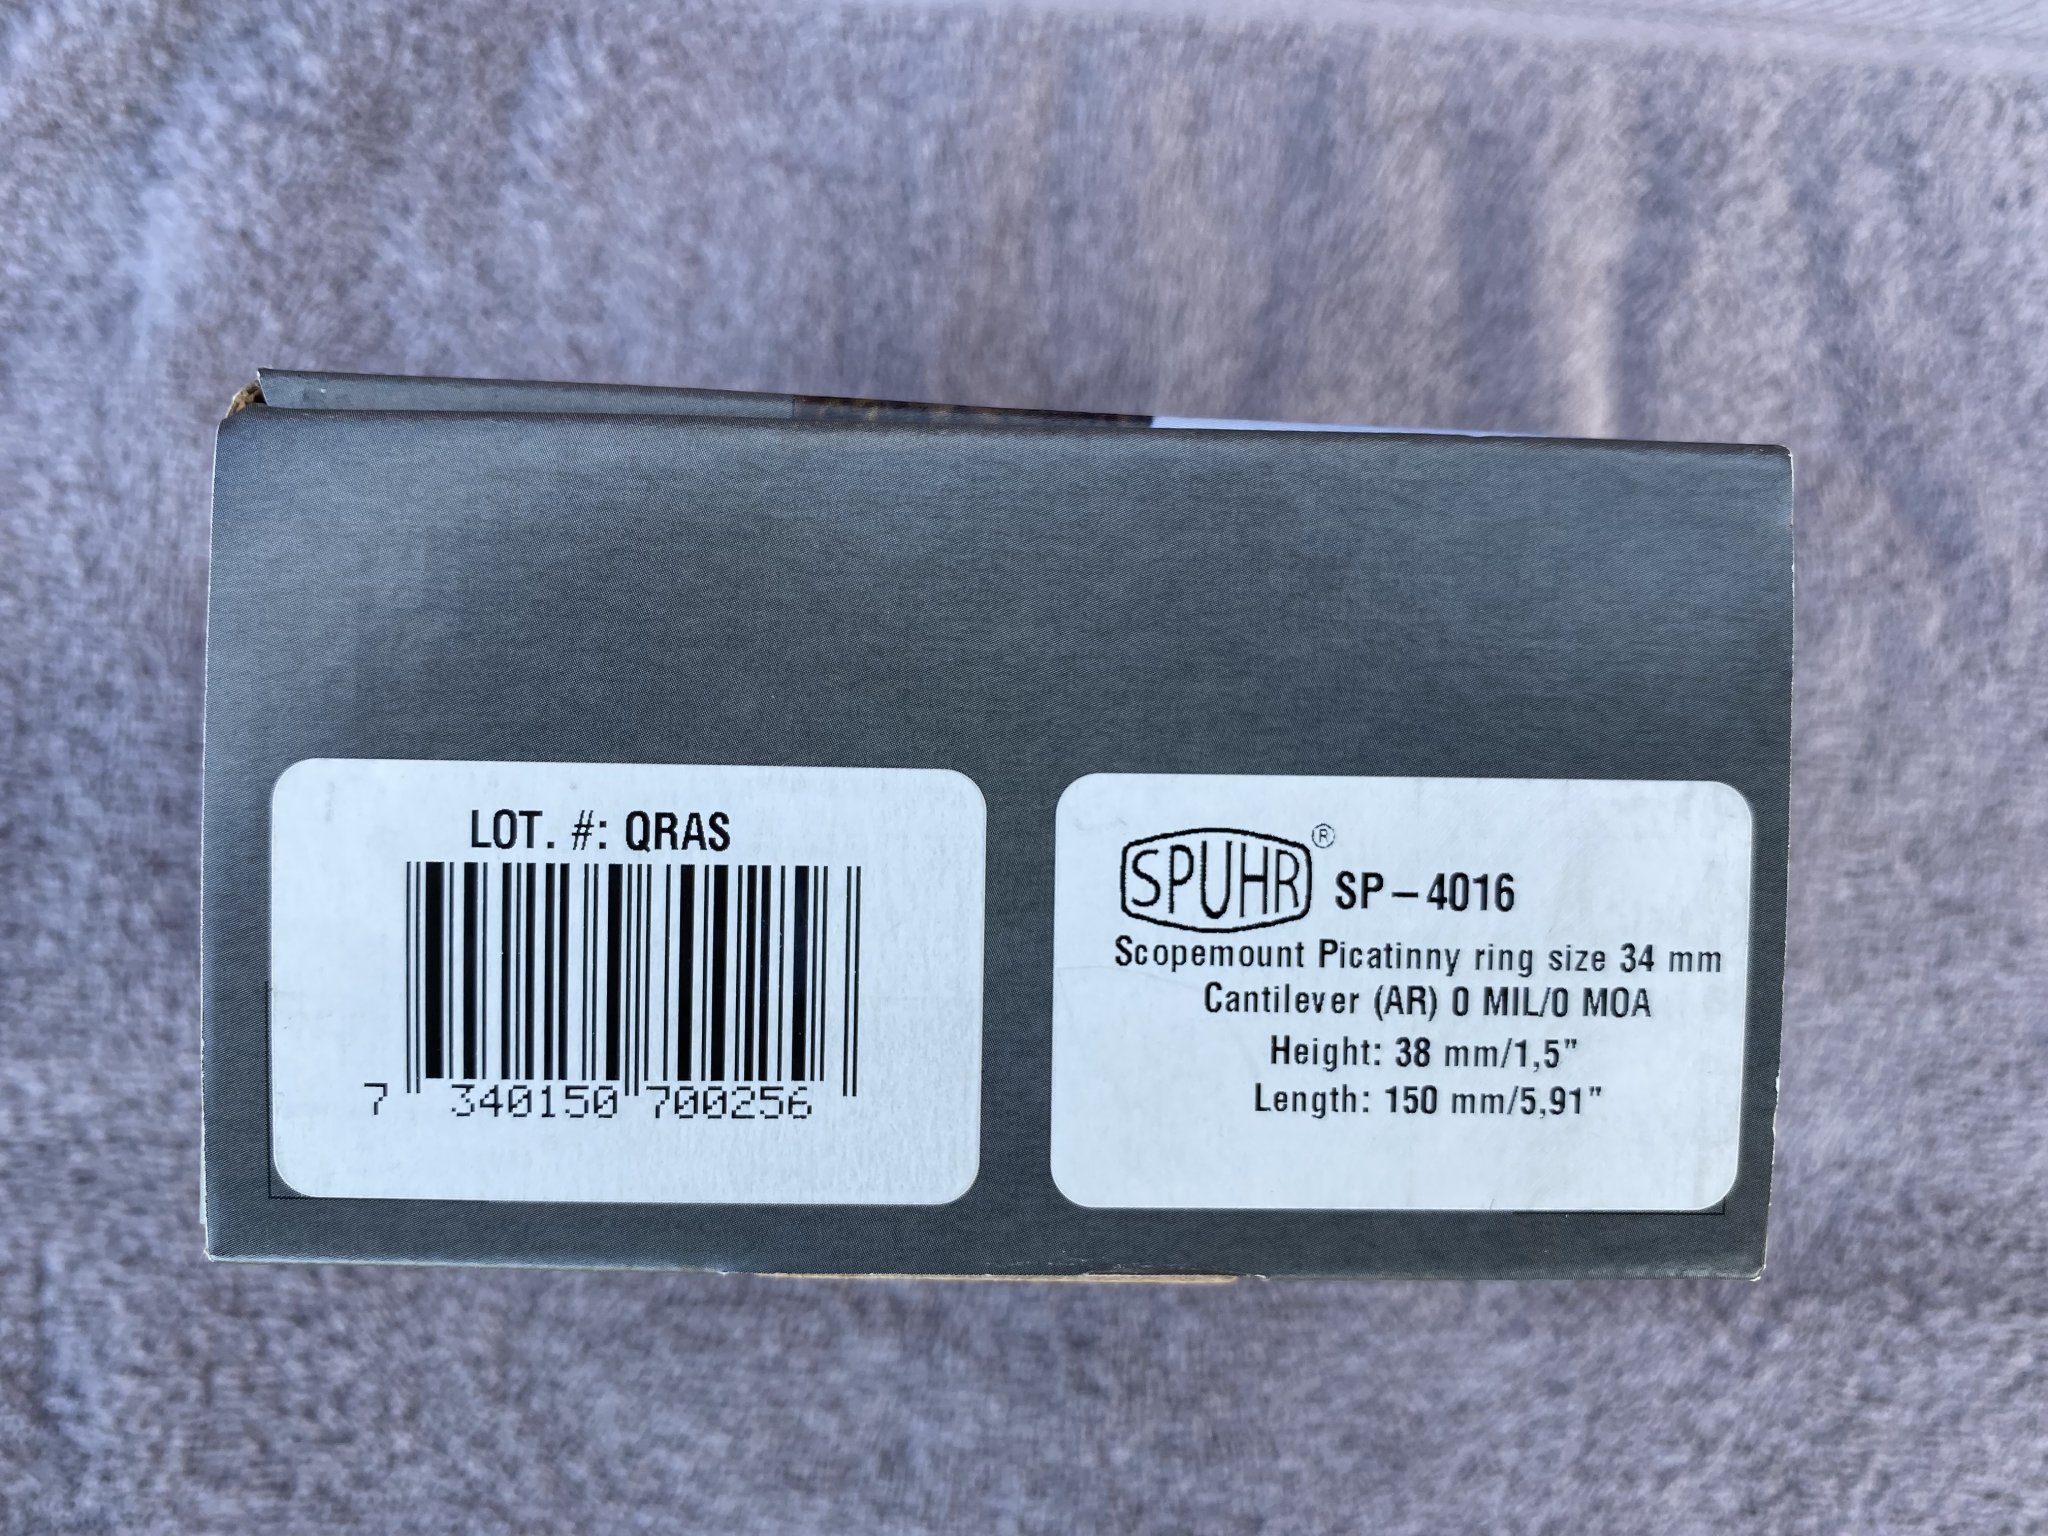 LOT. #: QRAS
7 340150 700256
SPUHR® SP-4016
Scopemount Picatinny ring size 34 mm
Cantilever (AR) 0 MIL/0 MOA
Height: 38 mm/1,5"
Length: 150 mm/5,91"